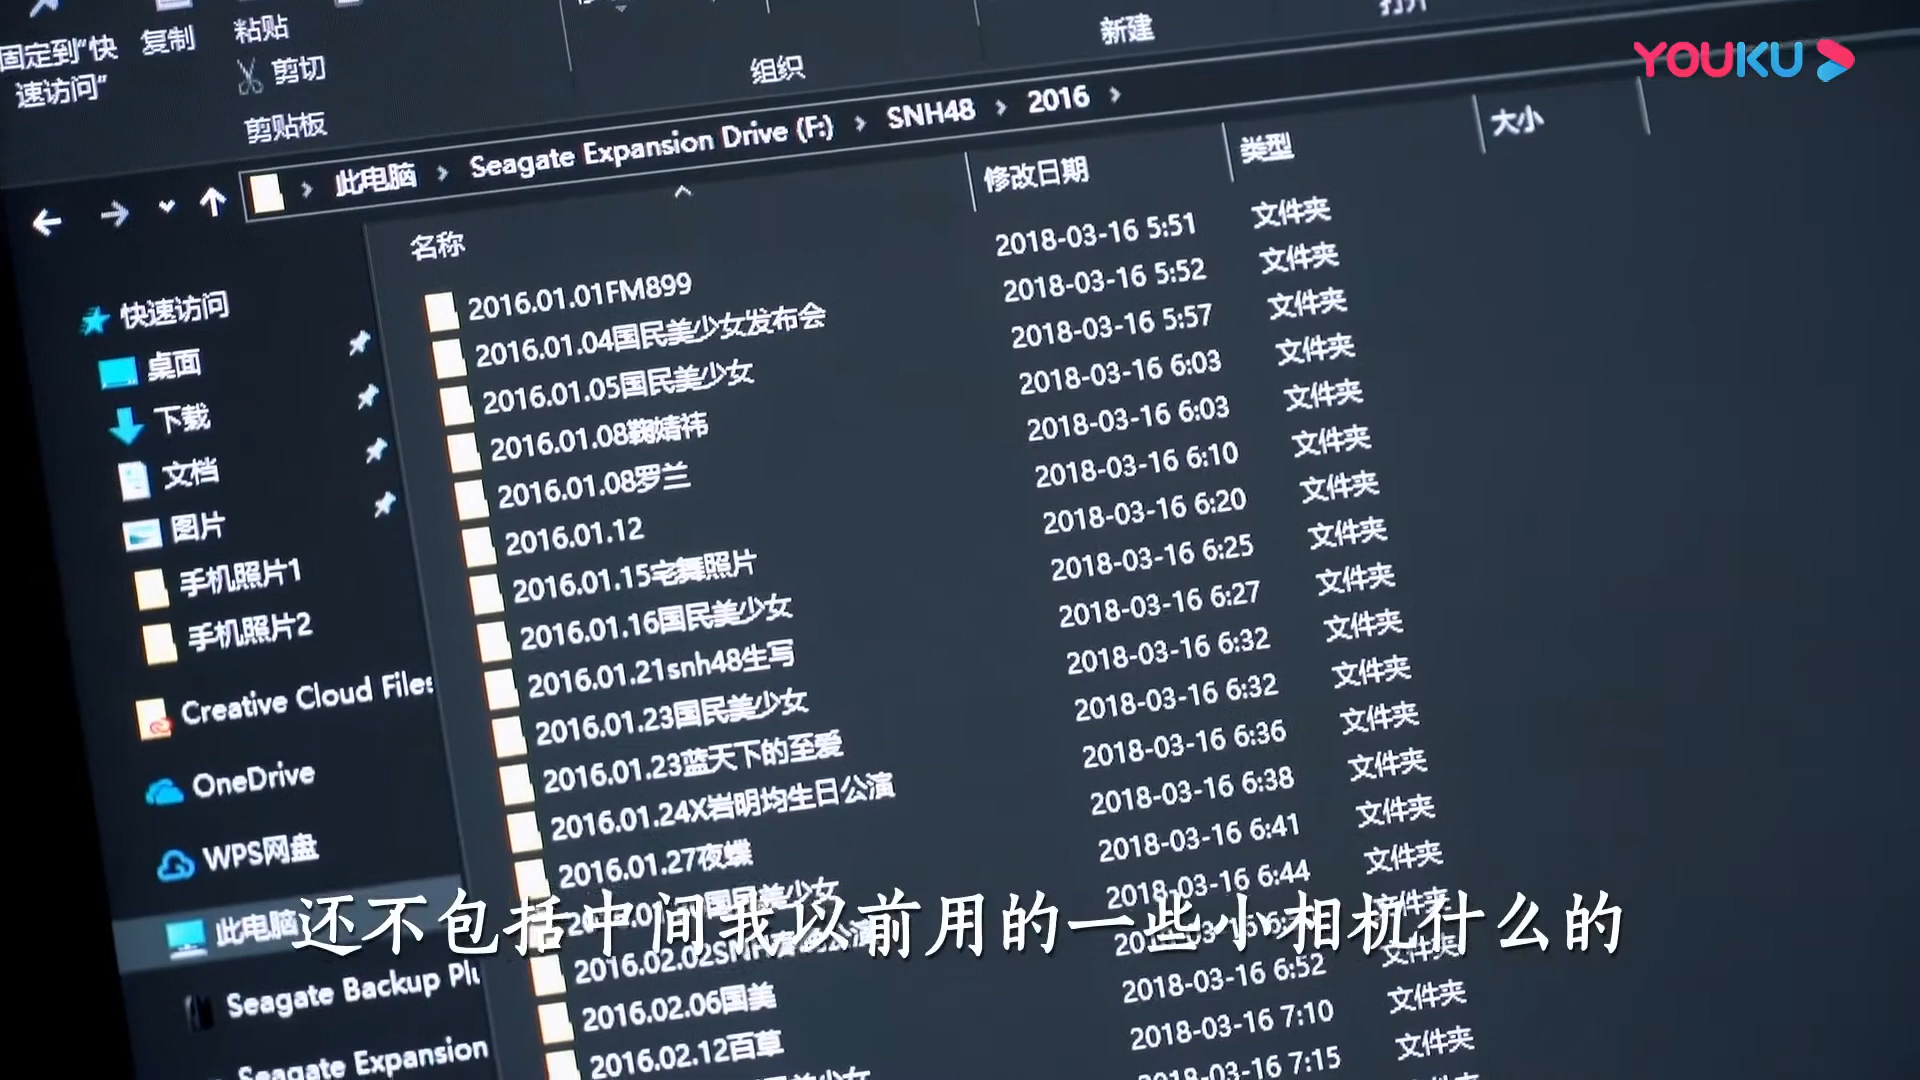 YOUKU
固定到"快
速访问"
复制
粘贴
剪切
剪贴板
组织
新建
打开
此电脑 › Seagate Expansion Drive (F:) › SNH48 › 2016 ›
名称 修改日期 类型 大小
快速访问
桌面
下载
文档
图片
手机照片1
手机照片2
Creative Cloud Files
OneDrive
WPS网盘
此电脑
Seagate Backup Plu
Seagate Expansion
2016.01.01FM899
2016.01.04国民美少女发布会
2016.01.05国民美少女
2016.01.08鞠婧祎
2016.01.08罗兰
2016.01.12
2016.01.15宅舞照片
2016.01.16国民美少女
2016.01.21snh48生写
2016.01.23国民美少女
2016.01.23蓝天下的至爱
2016.01.24X岩明均生日公演
2016.01.27夜蝶
国民美少女
2016.02.02SNH
2016.02.06国美
2016.02.12百草
2018-03-16 5:51 文件夹
2018-03-16 5:52 文件夹
2018-03-16 5:57 文件夹
2018-03-16 6:03 文件夹
2018-03-16 6:03 文件夹
2018-03-16 6:10 文件夹
2018-03-16 6:20 文件夹
2018-03-16 6:25 文件夹
2018-03-16 6:27 文件夹
2018-03-16 6:32 文件夹
2018-03-16 6:32 文件夹
2018-03-16 6:36 文件夹
2018-03-16 6:38 文件夹
2018-03-16 6:41 文件夹
2018-03-16 6:44 文件夹
2018-03-16 6:52 文件夹
2018-03-16 7:10 文件夹
2018-03-16 7:15 文件夹
还不包括中间我以前用的一些小相机什么的